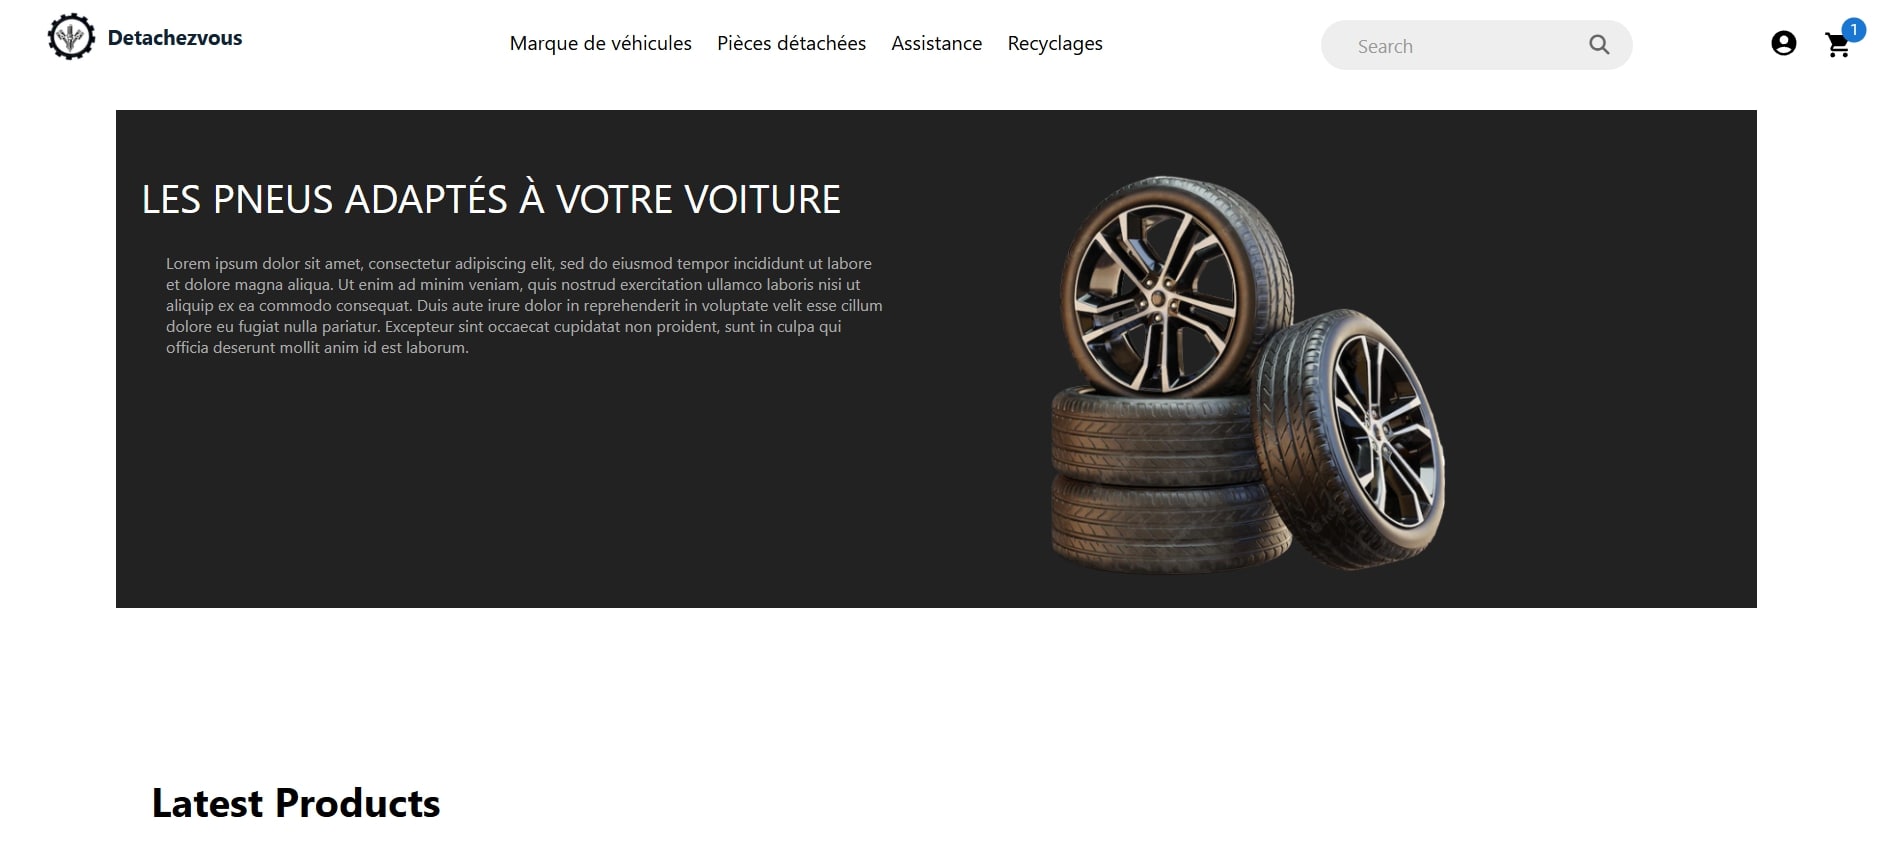 Detachezvous
Marque de véhicules
Pièces détachées
Assistance
Recyclages
Search
1
LES PNEUS ADAPTÉS À VOTRE VOITURE
Lorem ipsum dolor sit amet, consectetur adipiscing elit, sed do eiusmod tempor incididunt ut labore
et dolore magna aliqua. Ut enim ad minim veniam, quis nostrud exercitation ullamco laboris nisi ut
aliquip ex ea commodo consequat. Duis aute irure dolor in reprehenderit in voluptate velit esse cillum
dolore eu fugiat nulla pariatur. Excepteur sint occaecat cupidatat non proident, sunt in culpa qui
officia deserunt mollit anim id est laborum.
Latest Products